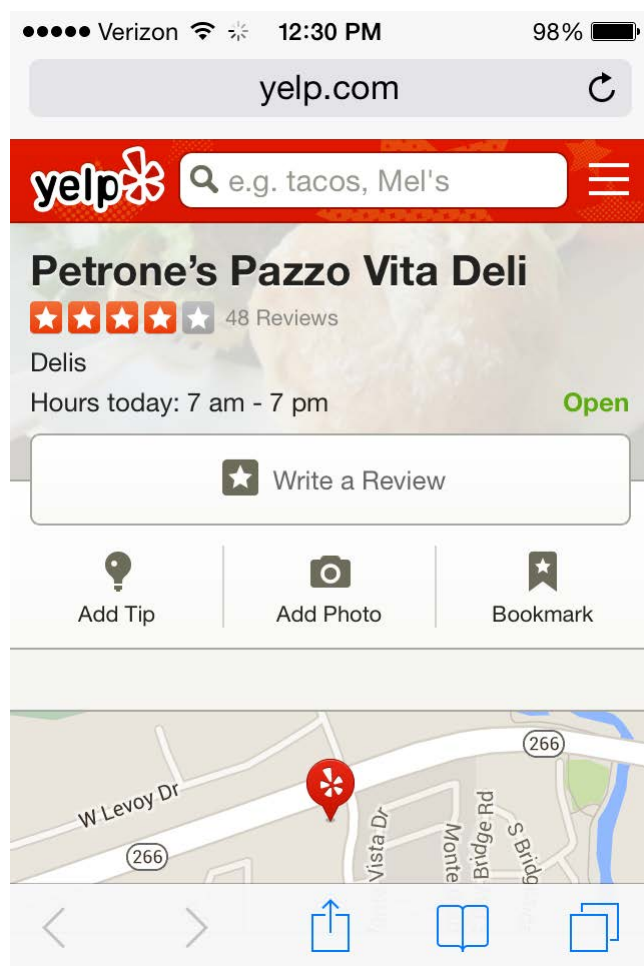 Verizon 12:30 PM 98%
yelp.com
yelp e.g. tacos, Mel's
Petrone's Pazzo Vita Deli
48 Reviews
Delis
Hours today: 7 am - 7 pm Open
Write a Review
Add Tip Add Photo Bookmark
266
W Levoy Dr
266
Vista Dr
Monte
Bridge Rd
S Bridg